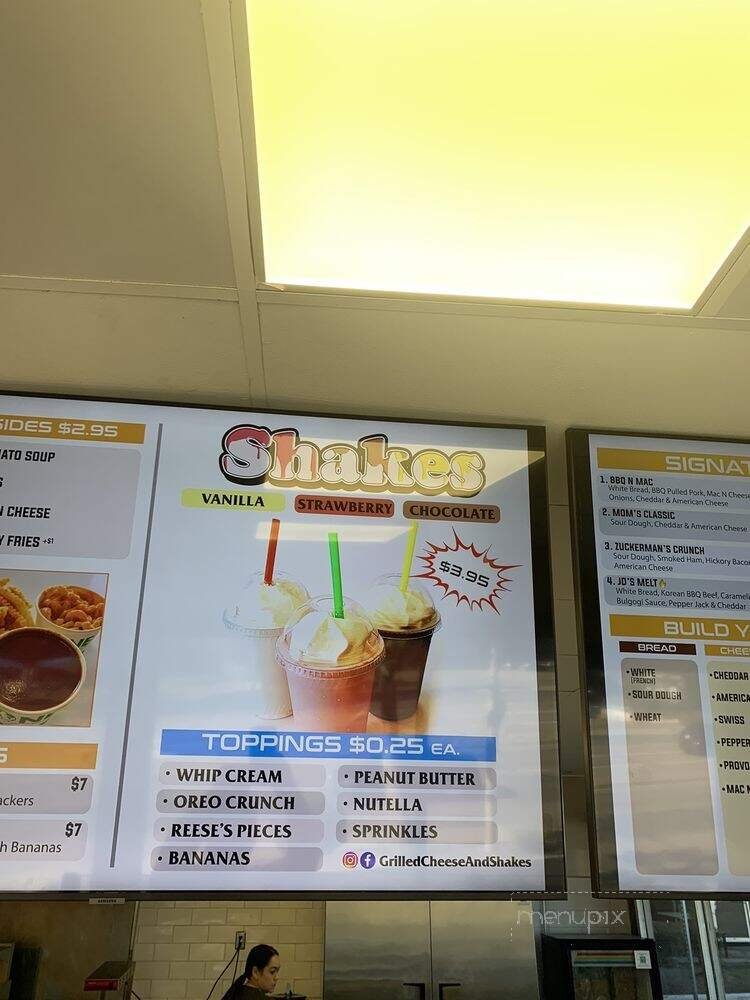 SIDES $2.95
ATO SOUP
S
N CHEESE
Y FRIES +$1
$7
ackers
$7
h Bananas
Shakes
VANILLA
STRAWBERRY
CHOCOLATE
$3.95
TOPPINGS $0.25 EA.
• WHIP CREAM
• OREO CRUNCH
• REESE'S PIECES
• BANANAS
• PEANUT BUTTER
• NUTELLA
• SPRINKLES
GrilledCheeseAndShakes
SIGNAT
1. BBQ N MAC
White Bread, BBQ Pulled Pork, Mac N Cheese
Onions, Cheddar & American Cheese
2. MOM'S CLASSIC
Sour Dough, Cheddar & American Cheese
3. ZUCKERMAN'S CRUNCH
Sour Dough, Smoked Ham, Hickory Bacon
American Cheese
4. JD'S MELT
White Bread, Korean BBQ Beef, Carameli
Bulgogi Sauce, Pepper Jack & Cheddar
BUILD Y
BREAD
• WHITE
(FRENCH)
• SOUR DOUGH
• WHEAT
CHEE
• CHEDDAR
• AMERICA
• SWISS
• PEPPER
• PROVO
• MAC N
menupix